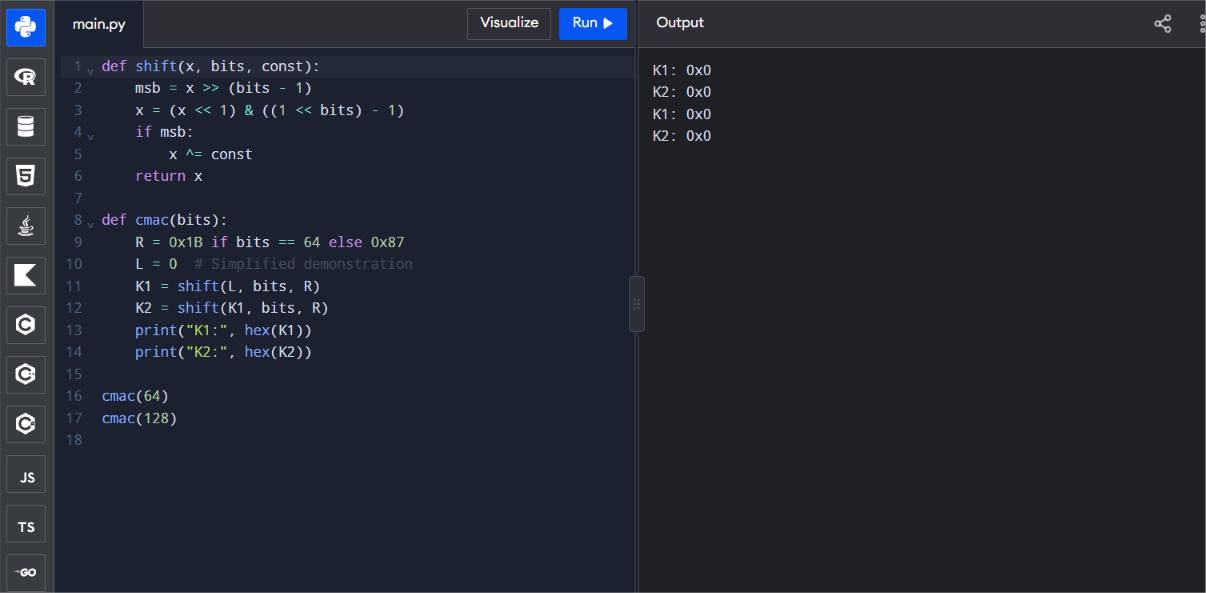 main.py
Visualize
Run
Output
1 def shift(x, bits, const):
2     msb = x >> (bits - 1)
3     x = (x << 1) & ((1 << bits) - 1)
4     if msb:
5         x ^= const
6     return x
7
8 def cmac(bits):
9     R = 0x1B if bits == 64 else 0x87
10     L = 0  # Simplified demonstration
11     K1 = shift(L, bits, R)
12     K2 = shift(K1, bits, R)
13     print("K1:", hex(K1))
14     print("K2:", hex(K2))
15
16 cmac(64)
17 cmac(128)
18
K1: 0x0
K2: 0x0
K1: 0x0
K2: 0x0
R
5
C
C
C
JS
TS
GO